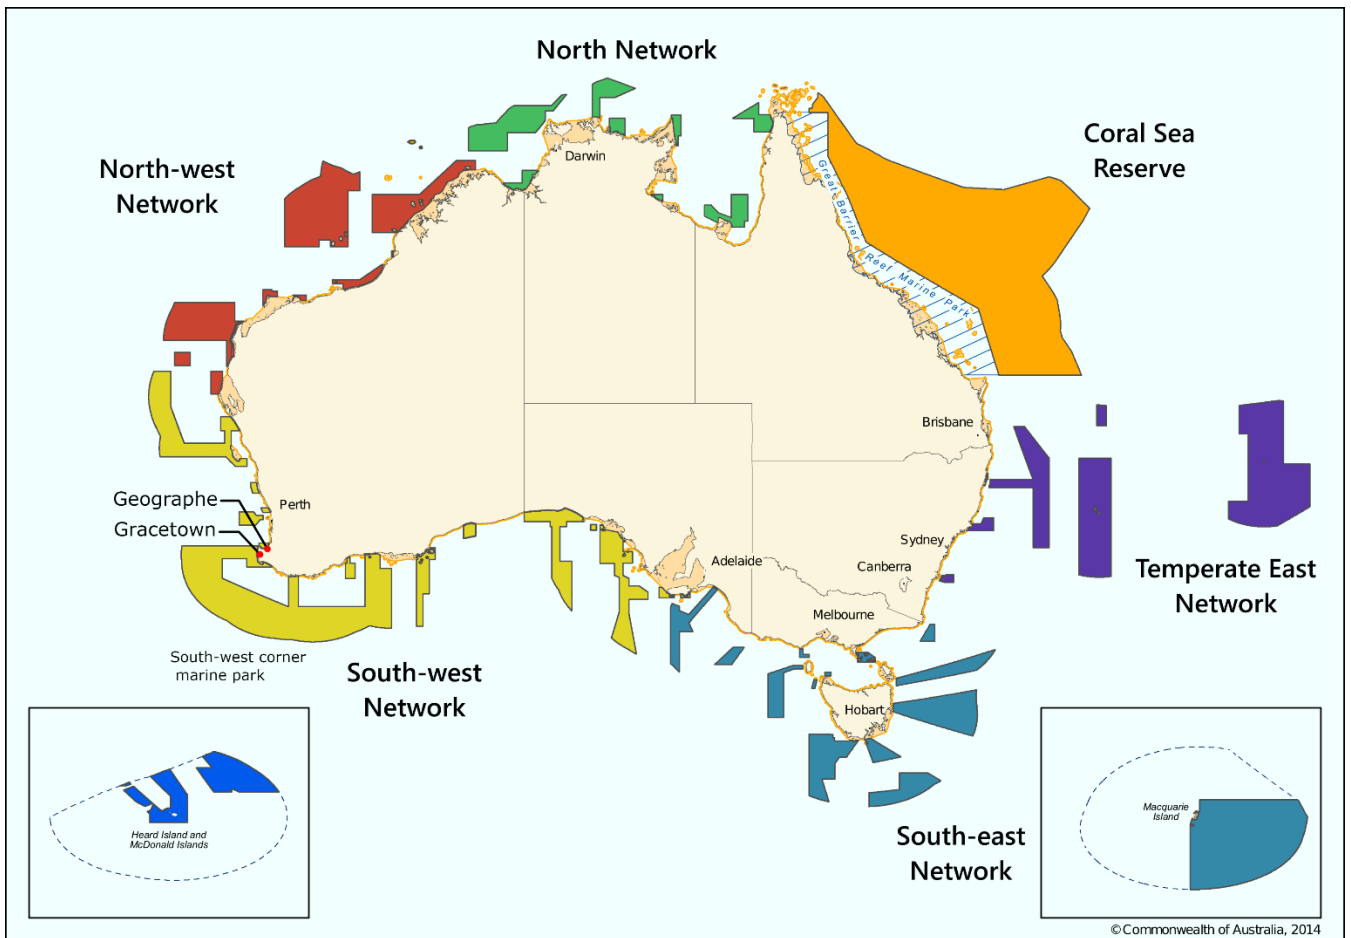 North Network
Coral Sea
Reserve
North-west
Network
Darwin
Great Barrier
Reef Marine Park
Brisbane
Geographe
Gracetown
Perth
Sydney
Adelaide
Canberra
Melbourne
Temperate East
Network
South-west corner
marine park
South-west
Network
Hobart
Heard Island and
McDonald Islands
Macquarie
Island
South-east
Network
©Commonwealth of Australia, 2014